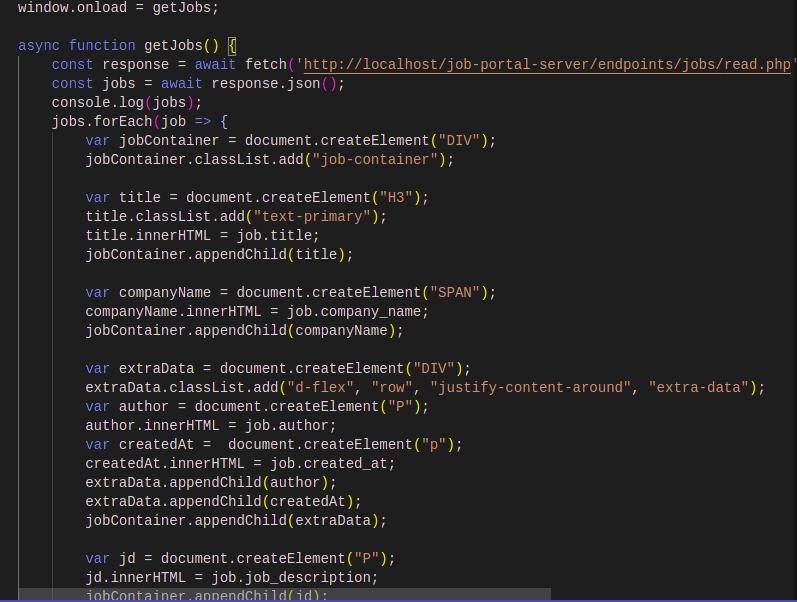 window.onload = getJobs;
async function getJobs() {
const response = await fetch('http://localhost/job-portal-server/endpoints/jobs/read.php'
const jobs = await response.json();
console.log(jobs);
jobs.forEach(job => {
var jobContainer = document.createElement("DIV");
jobContainer.classList.add("job-container");
var title = document.createElement("H3");
title.classList.add("text-primary");
title.innerHTML = job.title;
jobContainer.appendChild(title);
var companyName = document.createElement("SPAN");
companyName.innerHTML = job.company_name;
jobContainer.appendChild(companyName);
var extraData = document.createElement("DIV");
extraData.classList.add("d-flex", "row", "justify-content-around", "extra-data");
var author = document.createElement("P");
author.innerHTML = job.author;
var createdAt =  document.createElement("p");
createdAt.innerHTML = job.created_at;
extraData.appendChild(author);
extraData.appendChild(createdAt);
jobContainer.appendChild(extraData);
var jd = document.createElement("P");
jd.innerHTML = job.job_description;
jobContainer.appendChild(jd);